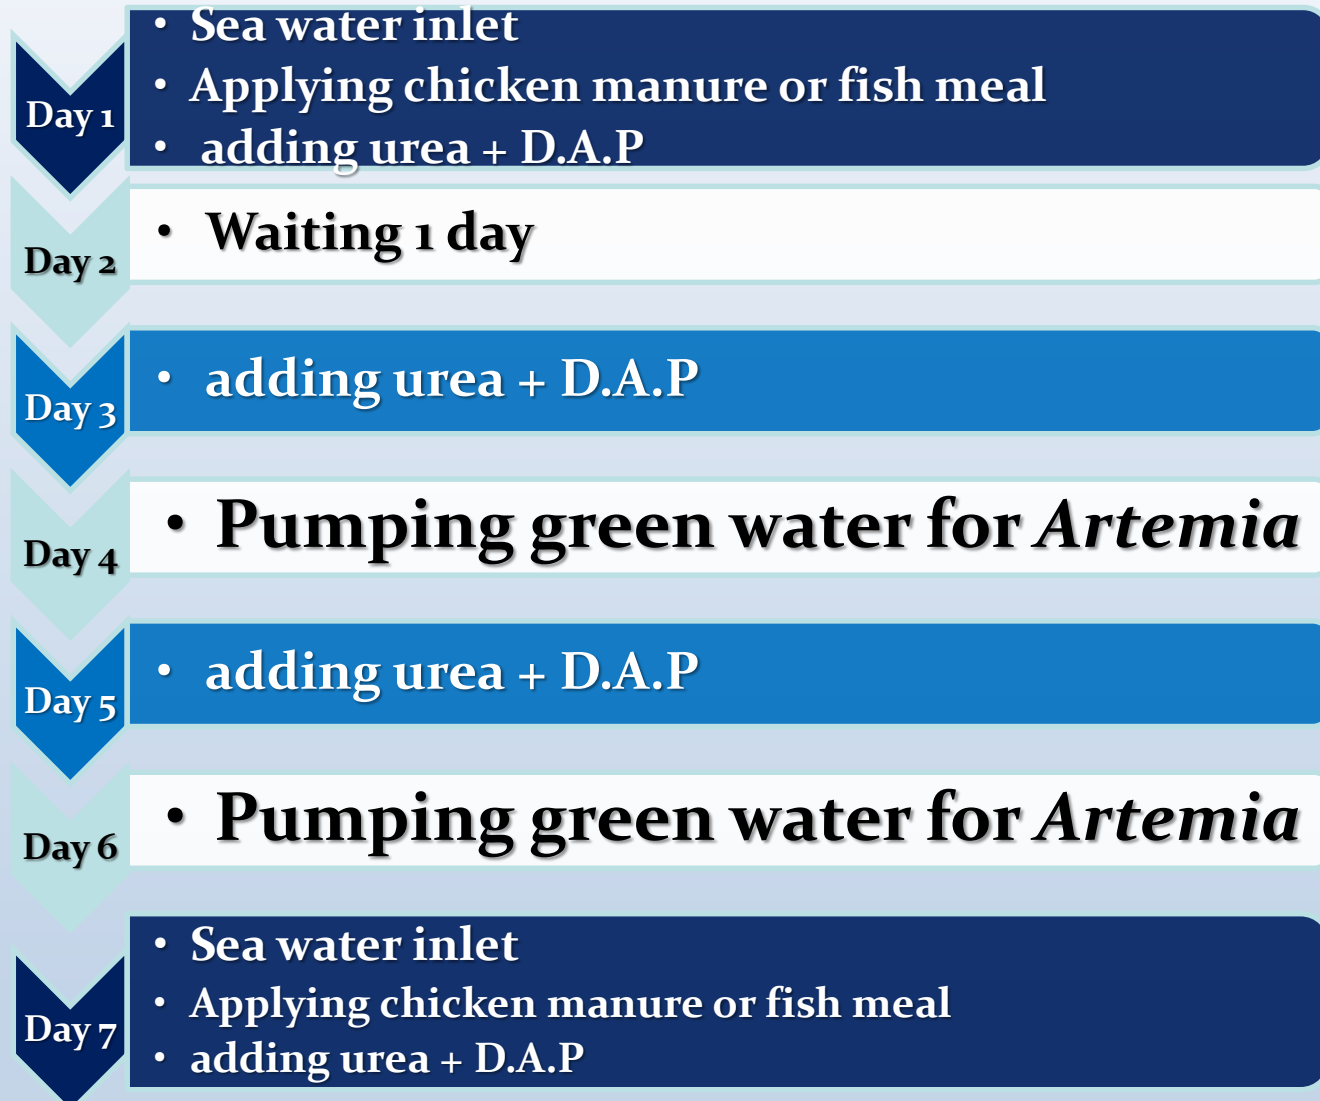 Day 1
• Sea water inlet
• Applying chicken manure or fish meal
• adding urea + D.A.P
Day 2
• Waiting 1 day
Day 3
• adding urea + D.A.P
Day 4
• Pumping green water for Artemia
Day 5
• adding urea + D.A.P
Day 6
• Pumping green water for Artemia
Day 7
• Sea water inlet
• Applying chicken manure or fish meal
• adding urea + D.A.P